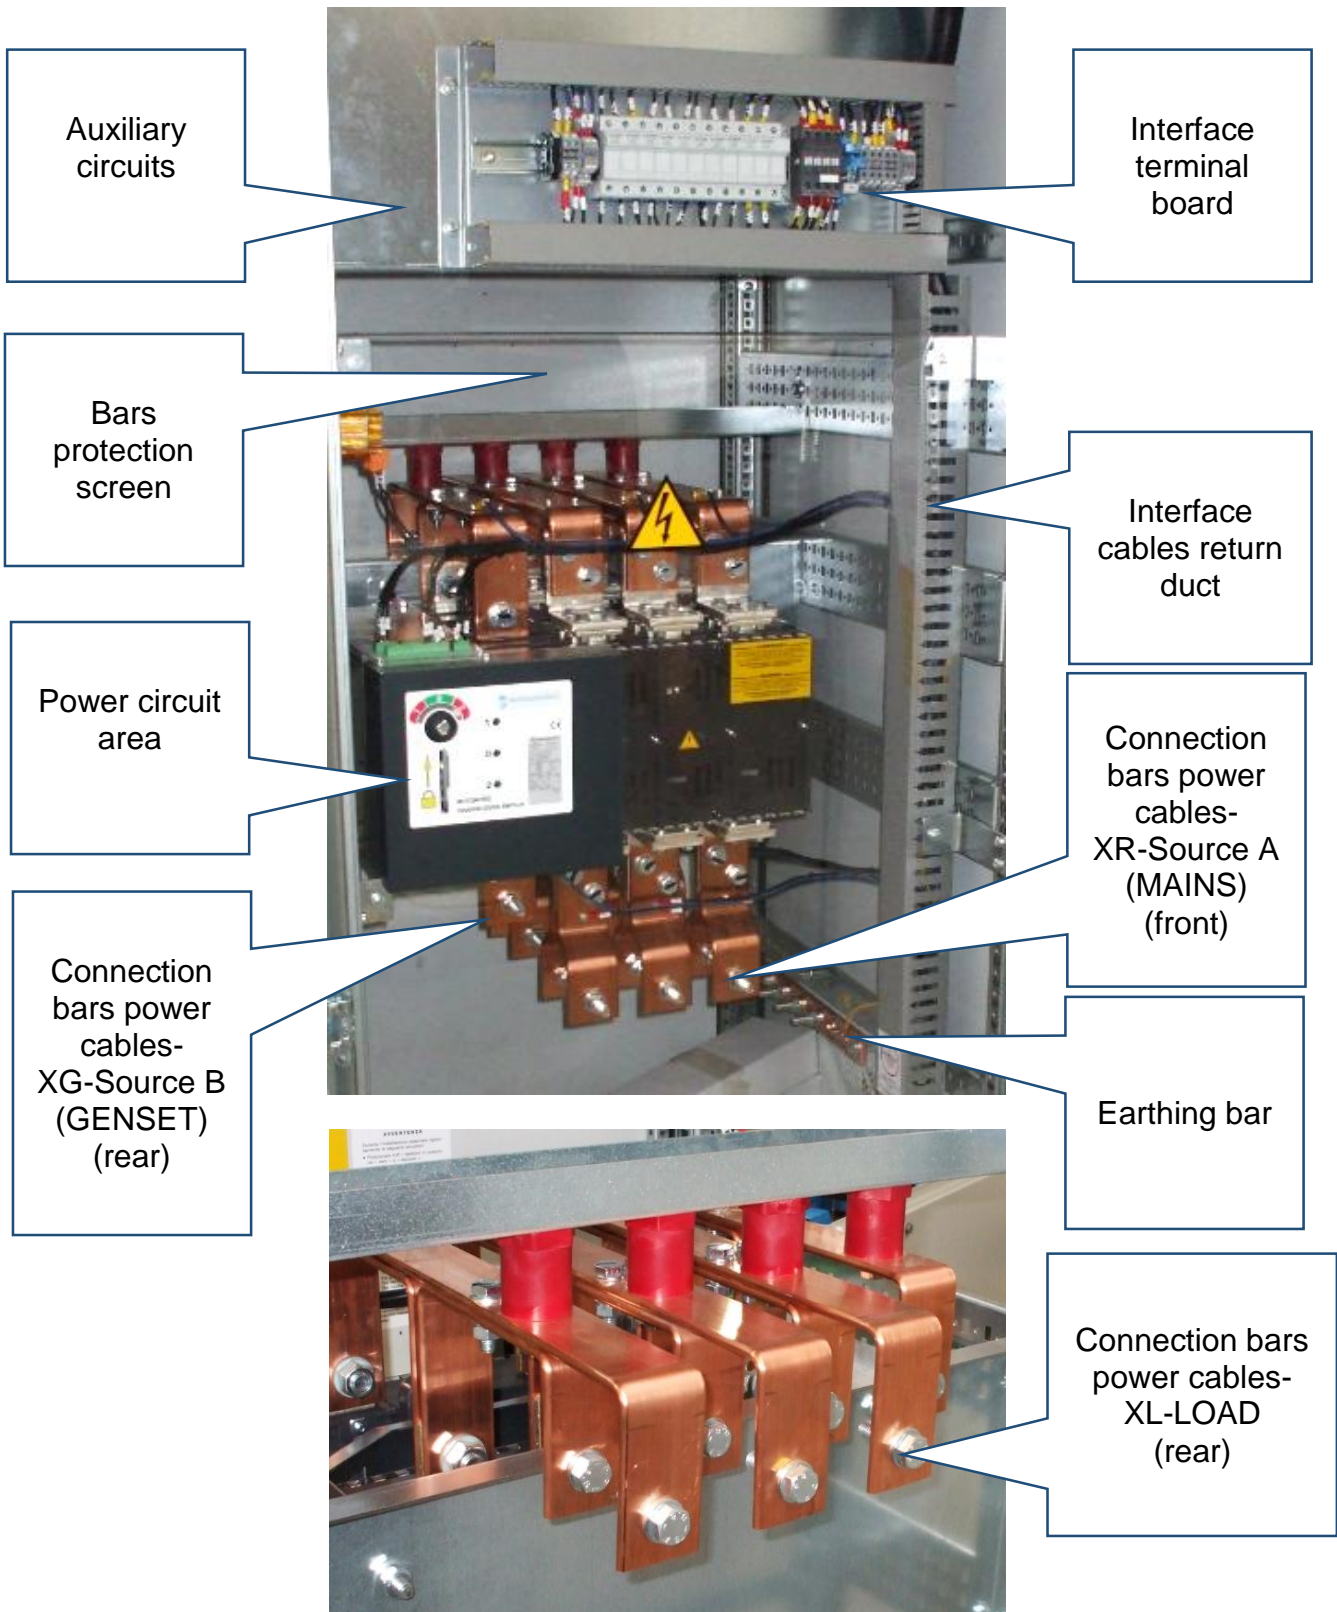 Auxiliary
circuits
Interface
terminal
board
Bars
protection
screen
Interface
cables return
duct
Power circuit
area
Connection
bars power
cables-
XR-Source A
(MAINS)
(front)
Connection
bars power
cables-
XG-Source B
(GENSET)
(rear)
Earthing bar
AVVERTENZA
Connection bars
power cables-
XL-LOAD
(rear)